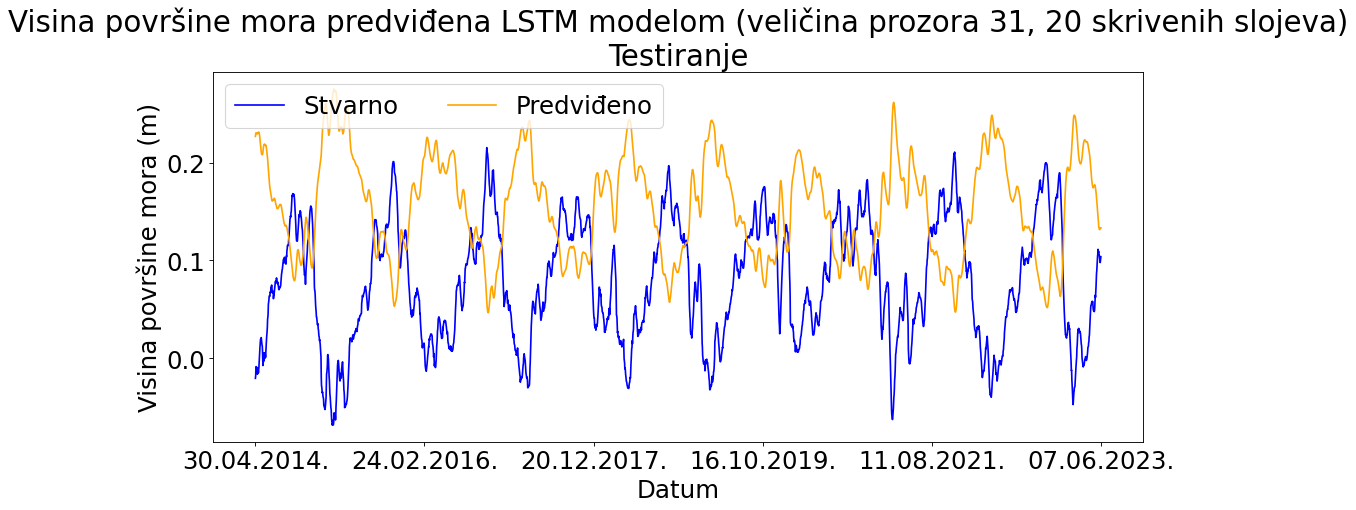 Visina površine mora predviđena LSTM modelom (veličina prozora 31, 20 skrivenih slojeva)
Testiranje
Stvarno
Predviđeno
Visina površine mora (m)
0.2
0.1
0.0
30.04.2014.
24.02.2016.
20.12.2017.
16.10.2019.
11.08.2021.
07.06.2023.
Datum